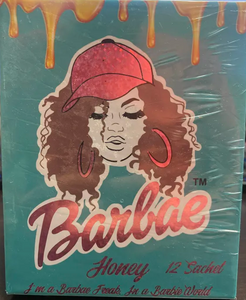 TM
Barbae
Honey 12 Sachet
I'm a Barbae Freak, In a Barbie World